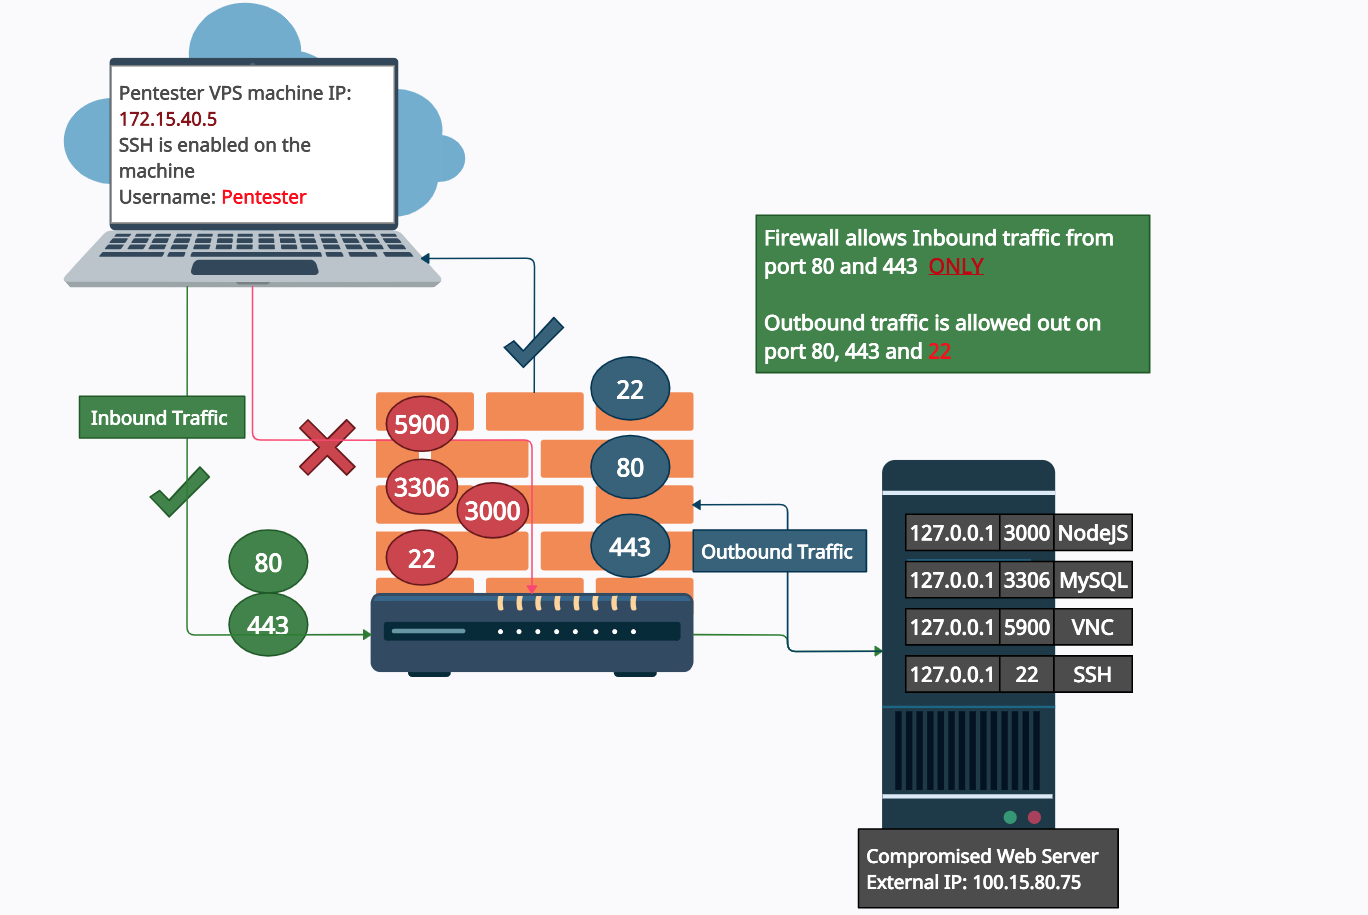 Pentester VPS machine IP:
172.15.40.5
SSH is enabled on the
machine
Username: Pentester
Firewall allows Inbound traffic from
port 80 and 443 ONLY
Outbound traffic is allowed out on
port 80, 443 and 22
Inbound Traffic
80
443
5900
3306
3000
22
22
80
443
Outbound Traffic
127.0.0.1 3000 NodeJS
127.0.0.1 3306 MySQL
127.0.0.1 5900 VNC
127.0.0.1 22 SSH
Compromised Web Server
External IP: 100.15.80.75